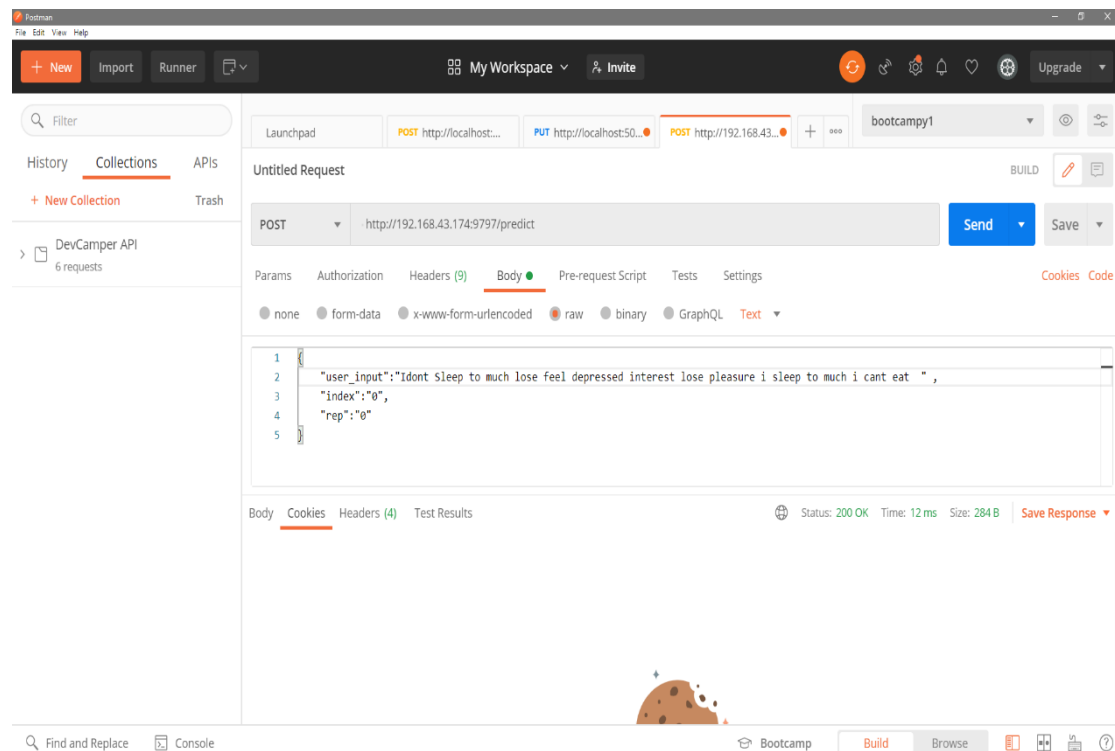 Postman
File Edit View Help
+ New Import Runner My Workspace Invite Upgrade
Filter
History Collections APIs
+ New Collection Trash
DevCamper API
6 requests
Launchpad POST http://localhost:... PUT http://localhost:50... POST http://192.168.43... + ooo bootcampy1
Untitled Request BUILD
POST http://192.168.43.174:9797/predict Send Save
Params Authorization Headers (9) Body Pre-request Script Tests Settings Cookies Code
none form-data x-www-form-urlencoded raw binary GraphQL Text
1 {
2 "user_input":"Idont Sleep to much lose feel depressed interest lose pleasure i sleep to much i cant eat " ,
3 "index":"0",
4 "rep":"0"
5 }
Body Cookies Headers (4) Test Results Status: 200 OK Time: 12 ms Size: 284 B Save Response
Find and Replace Console Bootcamp Build Browse